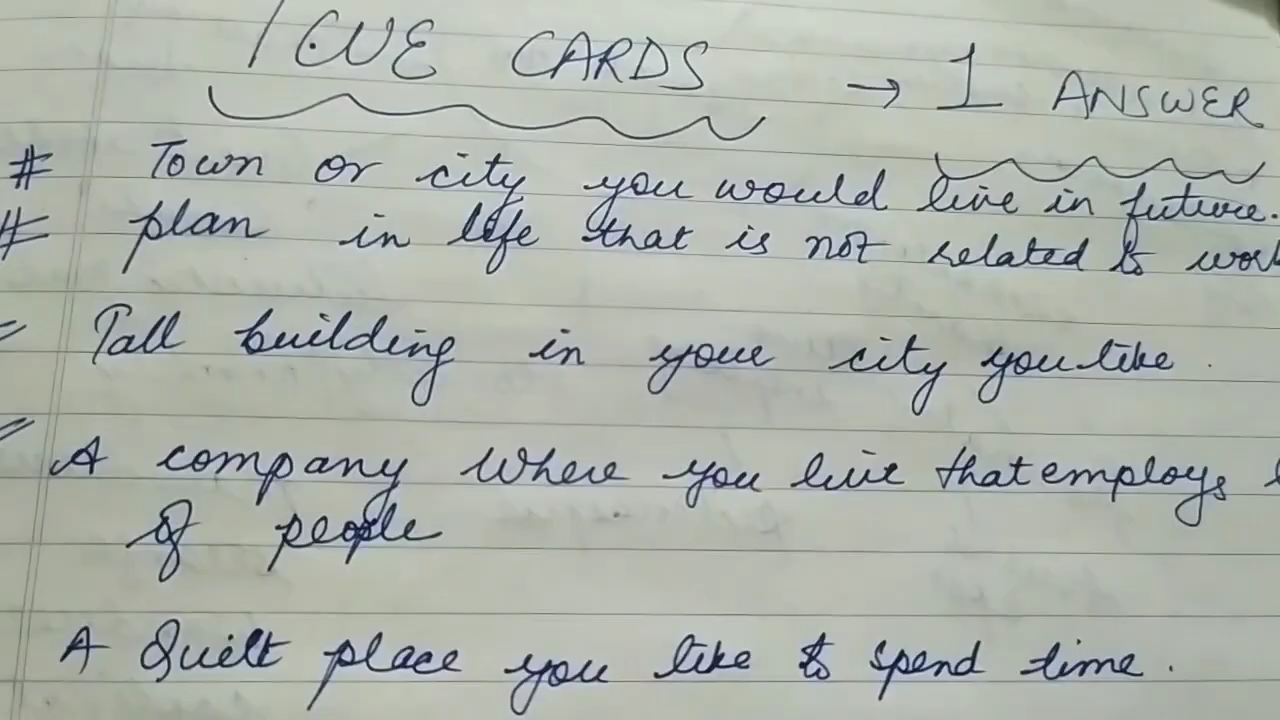 7 CUE CARDS → 1 ANSWER
# Town or city you would live in future.
# plan in life that is not related to work
Tall building in your city you like.
A company where you live that employs
of people
A Quiet place you like to spend time.